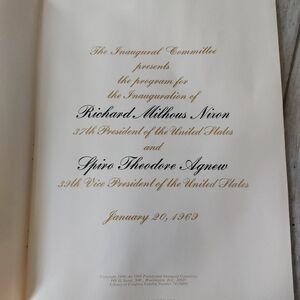 The Inaugural Committee
presents
the program for
the Inauguration of
Richard Milhous Nixon
37th President of the United States
and
Spiro Theodore Agnew
39th Vice President of the United States
January 20, 1969